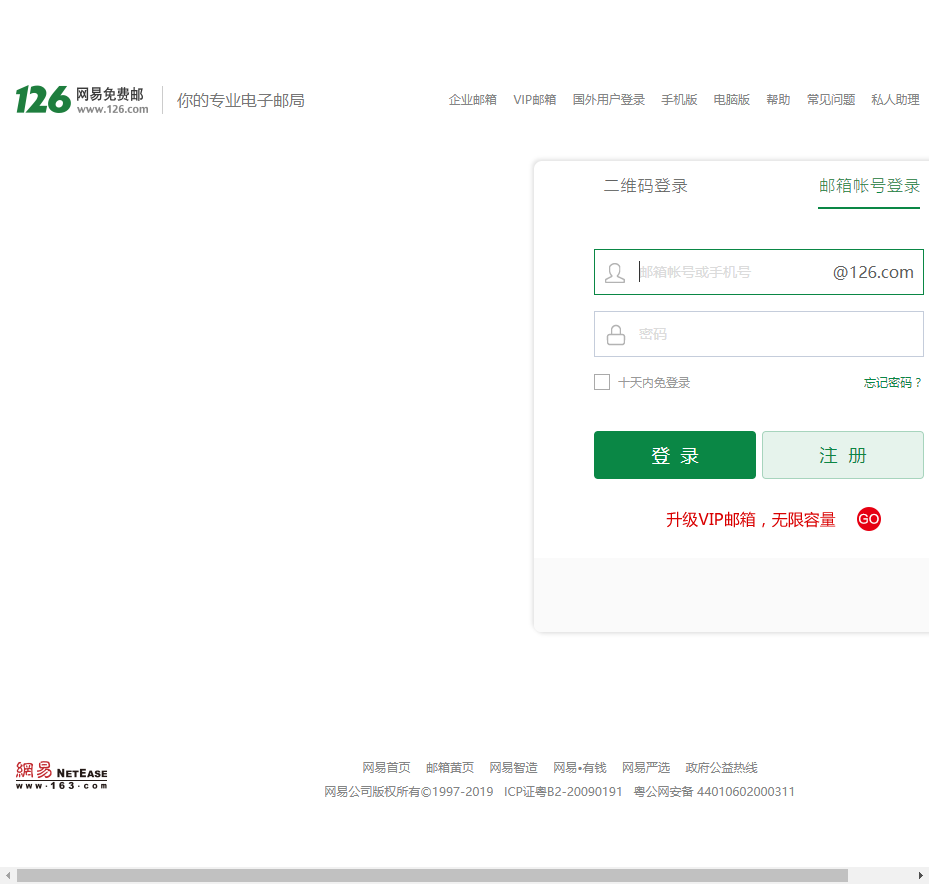 126 网易免费邮 www.126.com 你的专业电子邮局 企业邮箱 VIP邮箱 国外用户登录 手机版 电脑版 帮助 常见问题 私人助理
二维码登录 邮箱帐号登录
邮箱帐号或手机号 @126.com
密码
十天内免登录 忘记密码？
登 录 注 册
升级VIP邮箱，无限容量 GO
網易 NETEASE
www.163.com
网易首页 邮箱黄页 网易智造 网易•有钱 网易严选 政府公益热线
网易公司版权所有©1997-2019 ICP证粤B2-20090191 粤公网安备 44010602000311